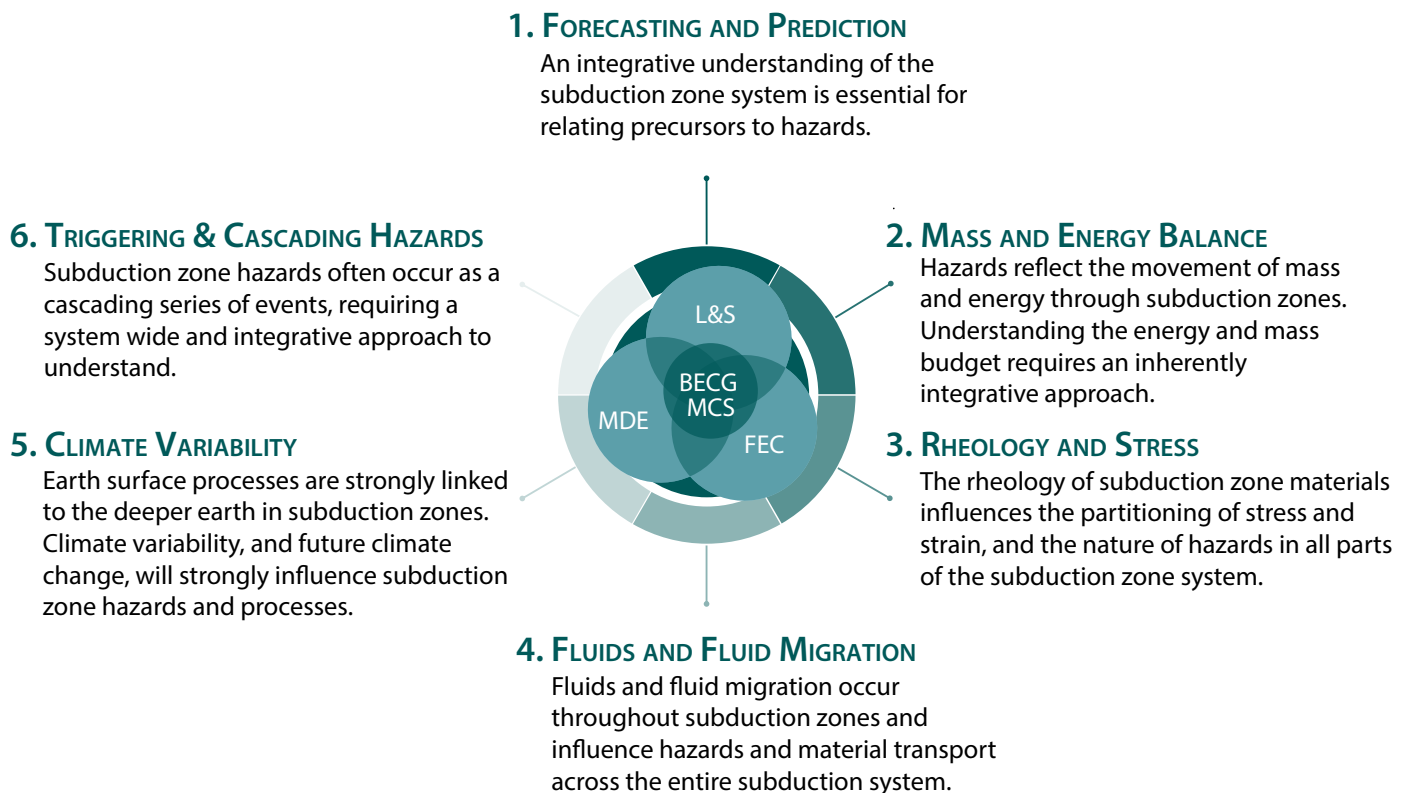 1. Forecasting and Prediction
An integrative understanding of the
subduction zone system is essential for
relating precursors to hazards.
6. Triggering & Cascading Hazards
Subduction zone hazards often occur as a
cascading series of events, requiring a
system wide and integrative approach to
understand.
2. Mass and Energy Balance
Hazards reflect the movement of mass
and energy through subduction zones.
Understanding the energy and mass
budget requires an inherently
integrative approach.
L&S
BECG
MCS
MDE
FEC
5. Climate Variability
Earth surface processes are strongly linked
to the deeper earth in subduction zones.
Climate variability, and future climate
change, will strongly influence subduction
zone hazards and processes.
3. Rheology and Stress
The rheology of subduction zone materials
influences the partitioning of stress and
strain, and the nature of hazards in all parts
of the subduction zone system.
4. Fluids and Fluid Migration
Fluids and fluid migration occur
throughout subduction zones and
influence hazards and material transport
across the entire subduction system.